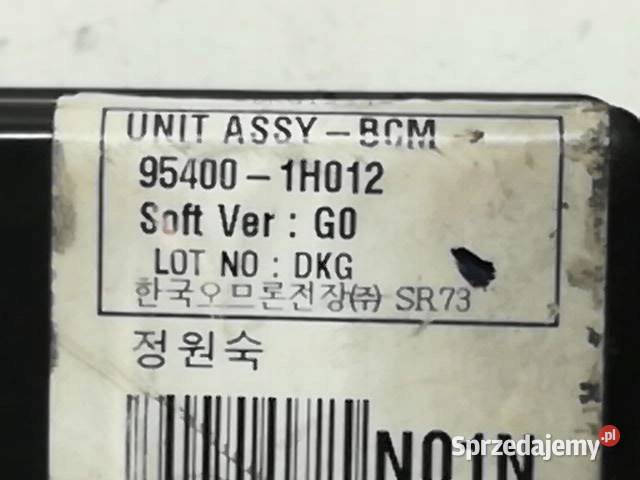 UNIT ASSY-BCM
95400-1H012
Soft Ver : G0
LOT NO : DKG
한국오므론전장(주) SR73
정원숙
NOIN
Sprzedajemy.pl